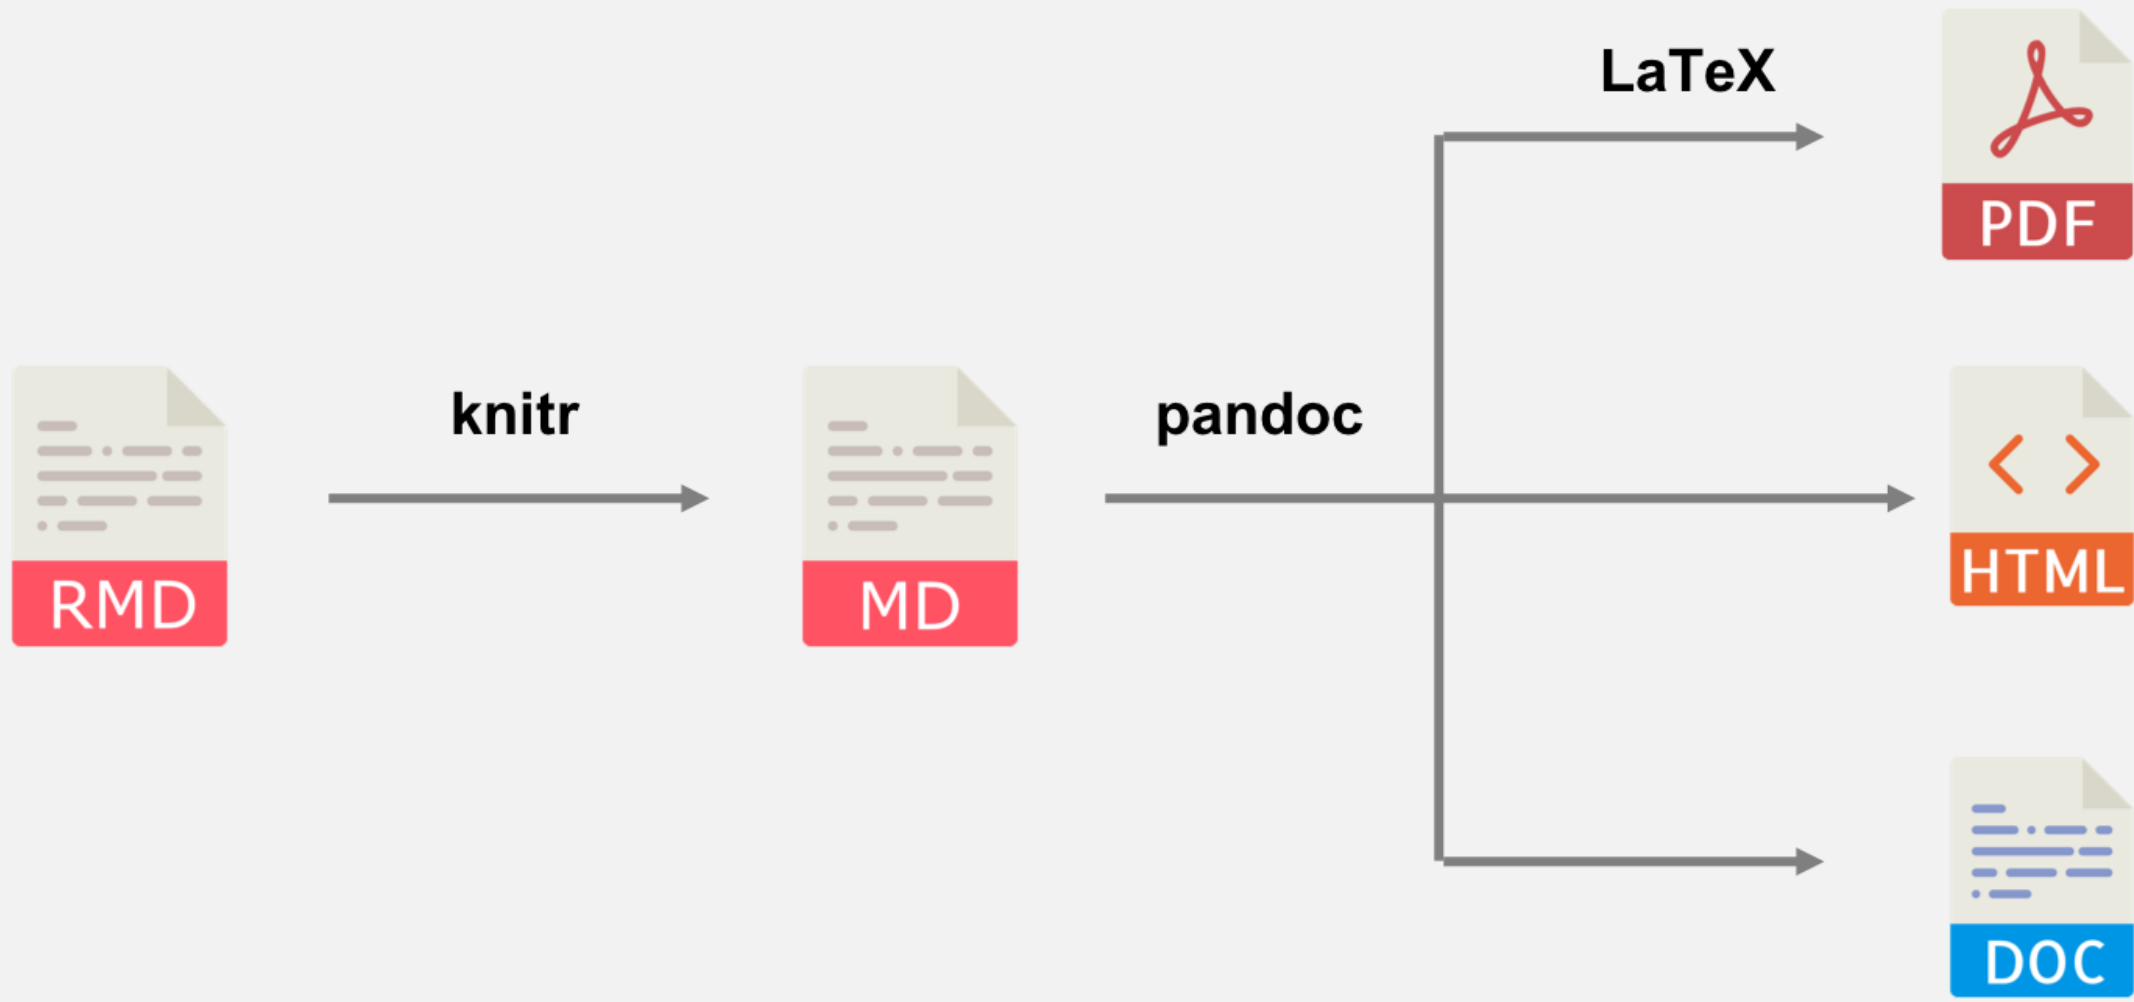 LaTeX
PDF
knitr
pandoc
RMD
MD
HTML
DOC